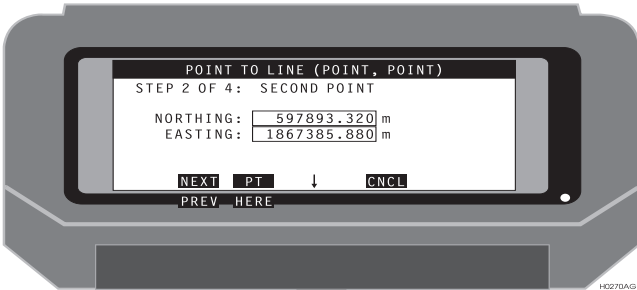 POINT TO LINE (POINT, POINT)
STEP 2 OF 4: SECOND POINT
NORTHING: 597893.320 m
EASTING: 1867385.880 m
NEXT PT ↓ CNCL
PREV HERE
H0270AG